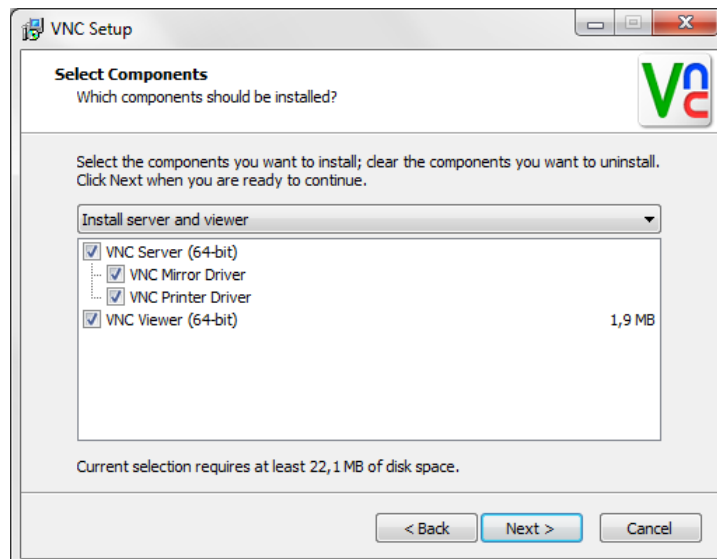 VNC Setup
Select Components
Which components should be installed?
VNC
Select the components you want to install; clear the components you want to uninstall.
Click Next when you are ready to continue.
Install server and viewer
VNC Server (64-bit)
VNC Mirror Driver
VNC Printer Driver
VNC Viewer (64-bit) 1,9 MB
Current selection requires at least 22,1 MB of disk space.
< Back Next > Cancel